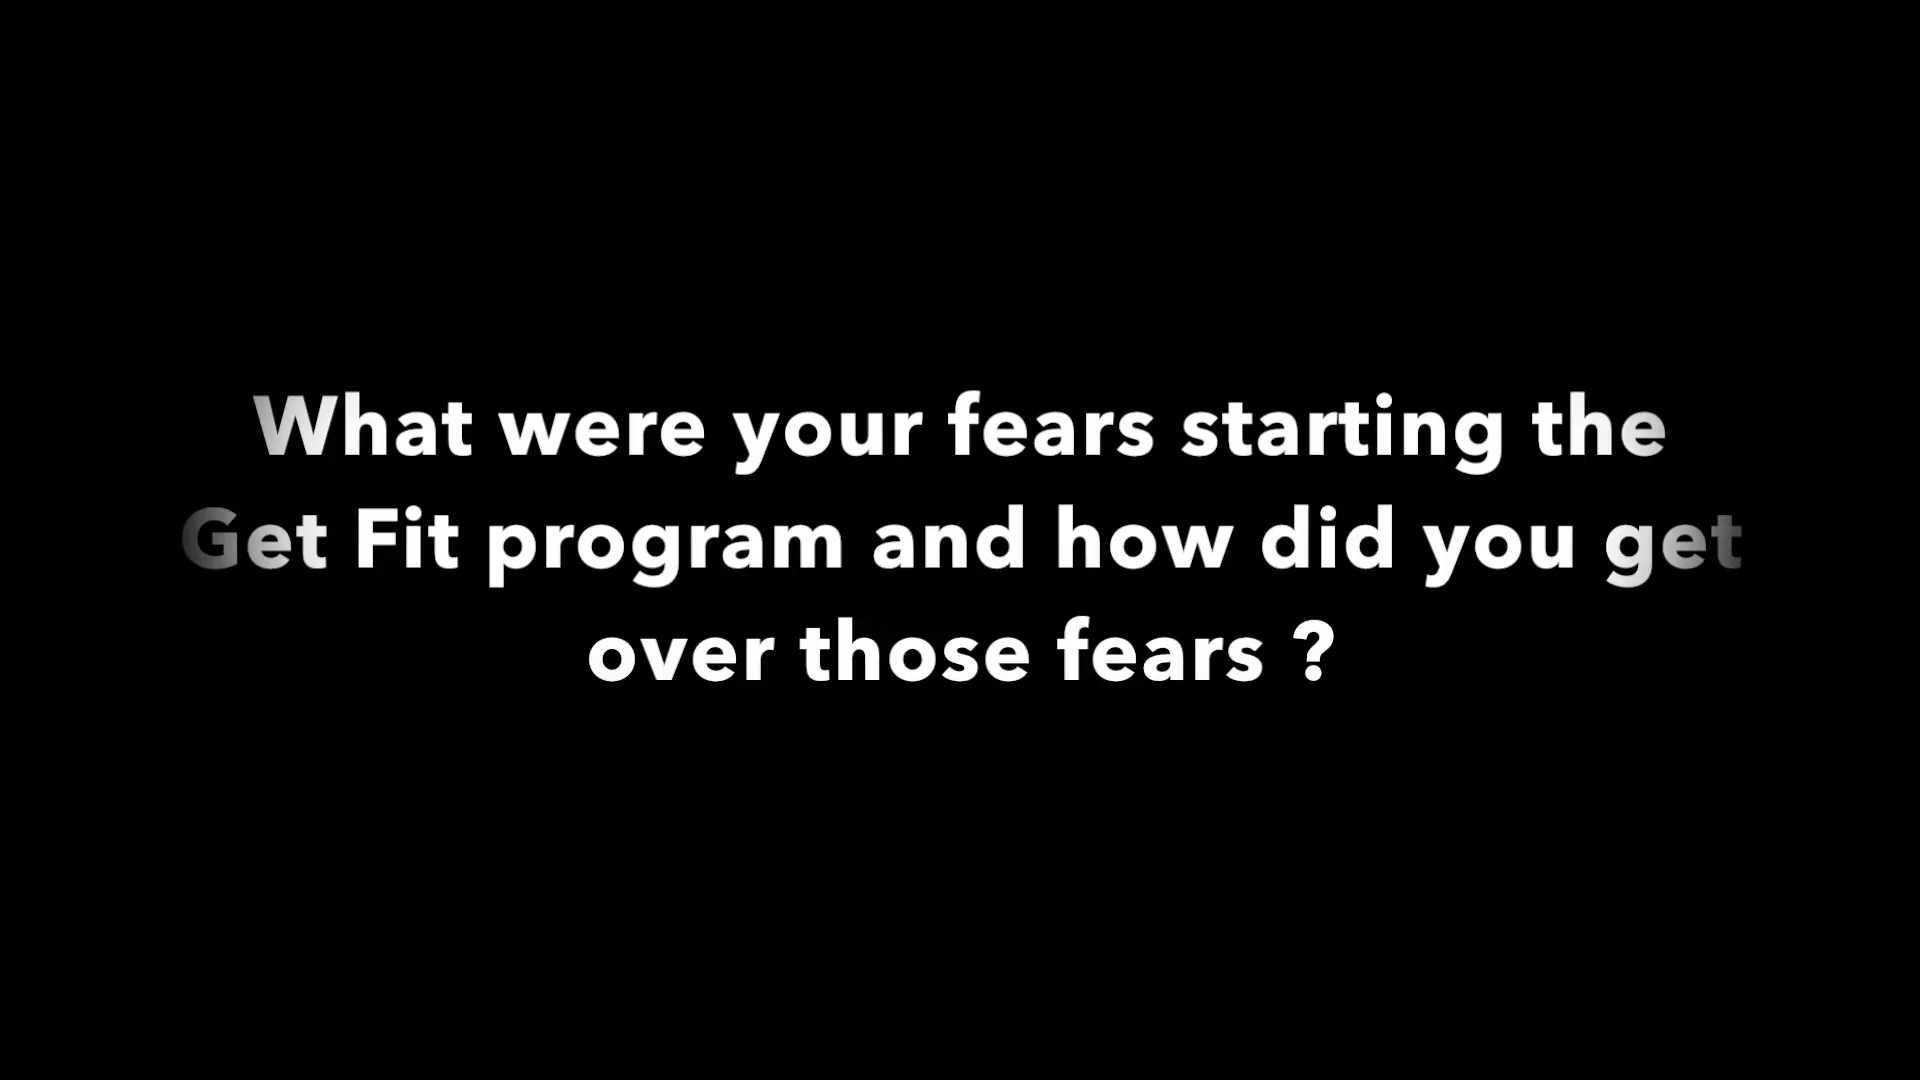 What were your fears starting the
Get Fit program and how did you get
over those fears ?